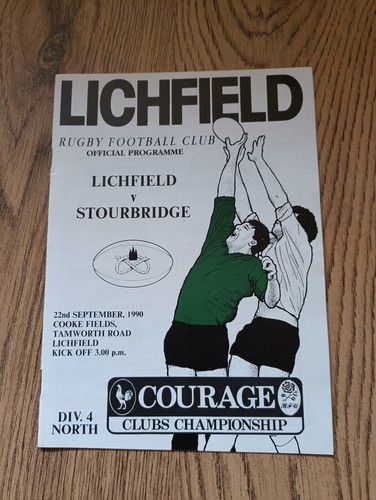 LICHFIELD
RUGBY FOOTBALL CLUB
OFFICIAL PROGRAMME
LICHFIELD
v
STOURBRIDGE
22nd SEPTEMBER, 1990
COOKE FIELDS,
TAMWORTH ROAD
LICHFIELD
KICK OFF 3.00 p.m.
DIV. 4
NORTH
COURAGE
RFU
CLUBS CHAMPIONSHIP